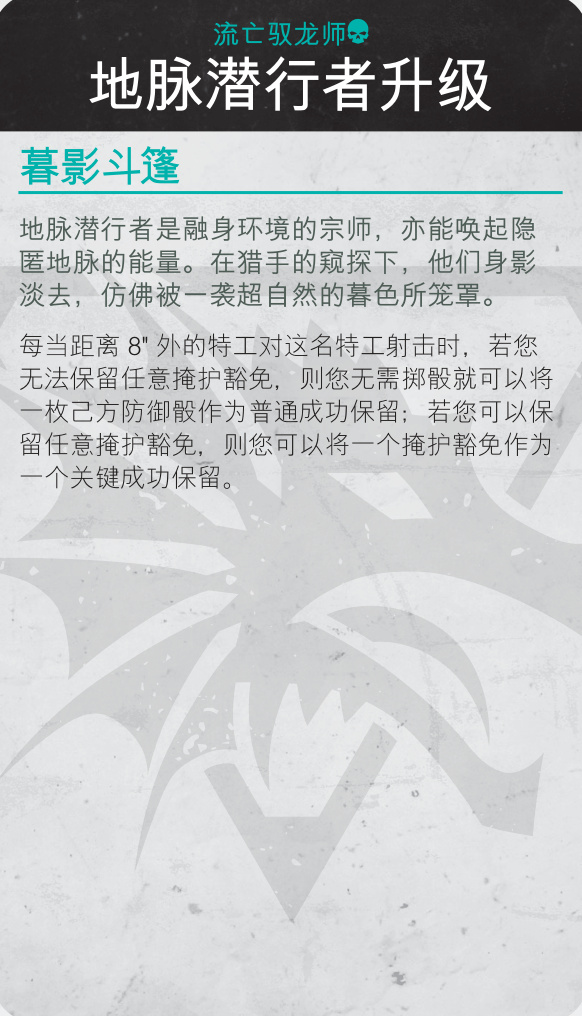 流亡驭龙师
地脉潜行者升级
暮影斗篷
地脉潜行者是融身环境的宗师，亦能唤起隐
匿地脉的能量。在猎手的窥探下，他们身影
淡去，仿佛被一袭超自然的暮色所笼罩。
每当距离 8" 外的特工对这名特工射击时，若您
无法保留任意掩护豁免，则您无需掷骰就可以将
一枚己方防御骰作为普通成功保留；若您可以保
留任意掩护豁免，则您可以将一个掩护豁免作为
一个关键成功保留。